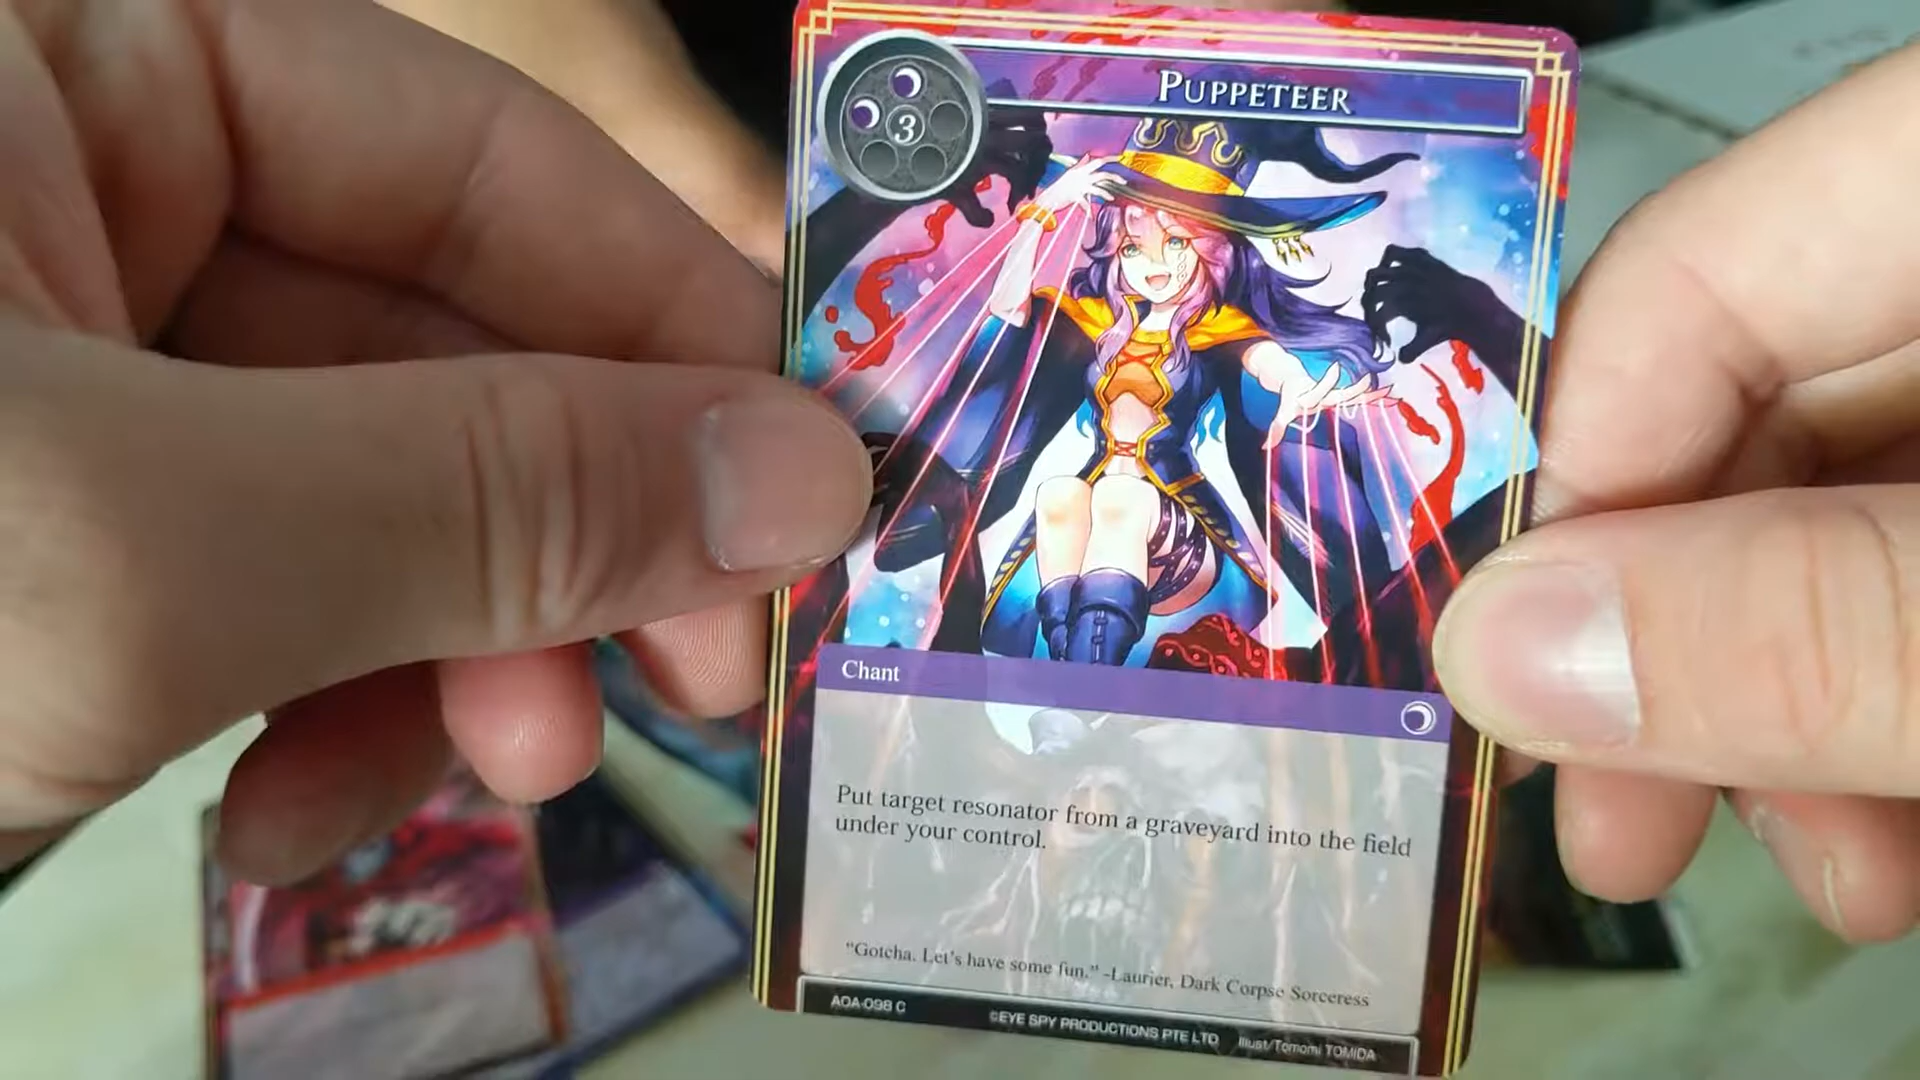 PUPPETEER
3
Chant
Put target resonator from a graveyard into the field
under your control.
"Gotcha. Let's have some fun." -Laurier, Dark Corpse Sorceress
AOA-098 C
©EYE SPY PRODUCTIONS PTE LTD
Illust/Tomomi TOMIDA